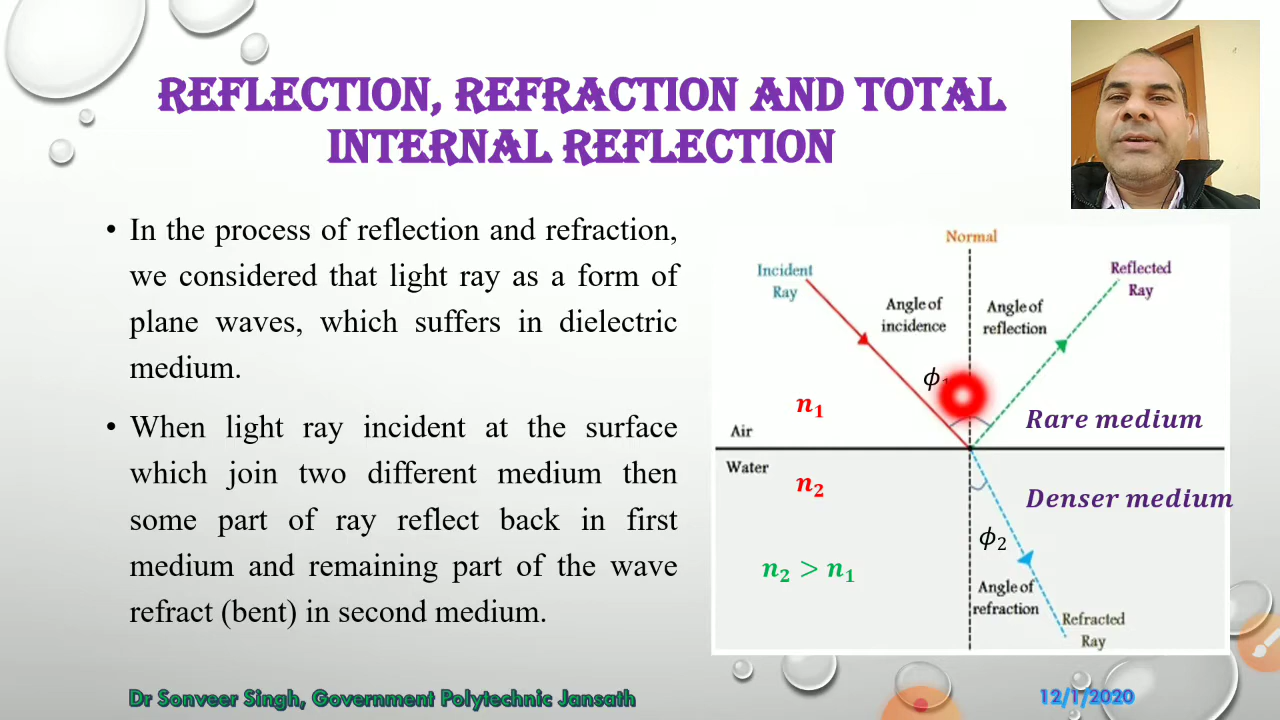 REFLECTION, REFRACTION AND TOTAL
INTERNAL REFLECTION
• In the process of reflection and refraction,
we considered that light ray as a form of
plane waves, which suffers in dielectric
medium.
• When light ray incident at the surface
which join two different medium then
some part of ray reflect back in first
medium and remaining part of the wave
refract (bent) in second medium.
Normal
Incident
Ray
Reflected
Ray
Angle of
incidence
Angle of
reflection
ϕ₁
n₁
Rare medium
Air
Water
n₂
Denser medium
ϕ₂
n₂ > n₁
Angle of
refraction
Refracted
Ray
Dr Sonveer Singh, Government Polytechnic Jansath
12/1/2020